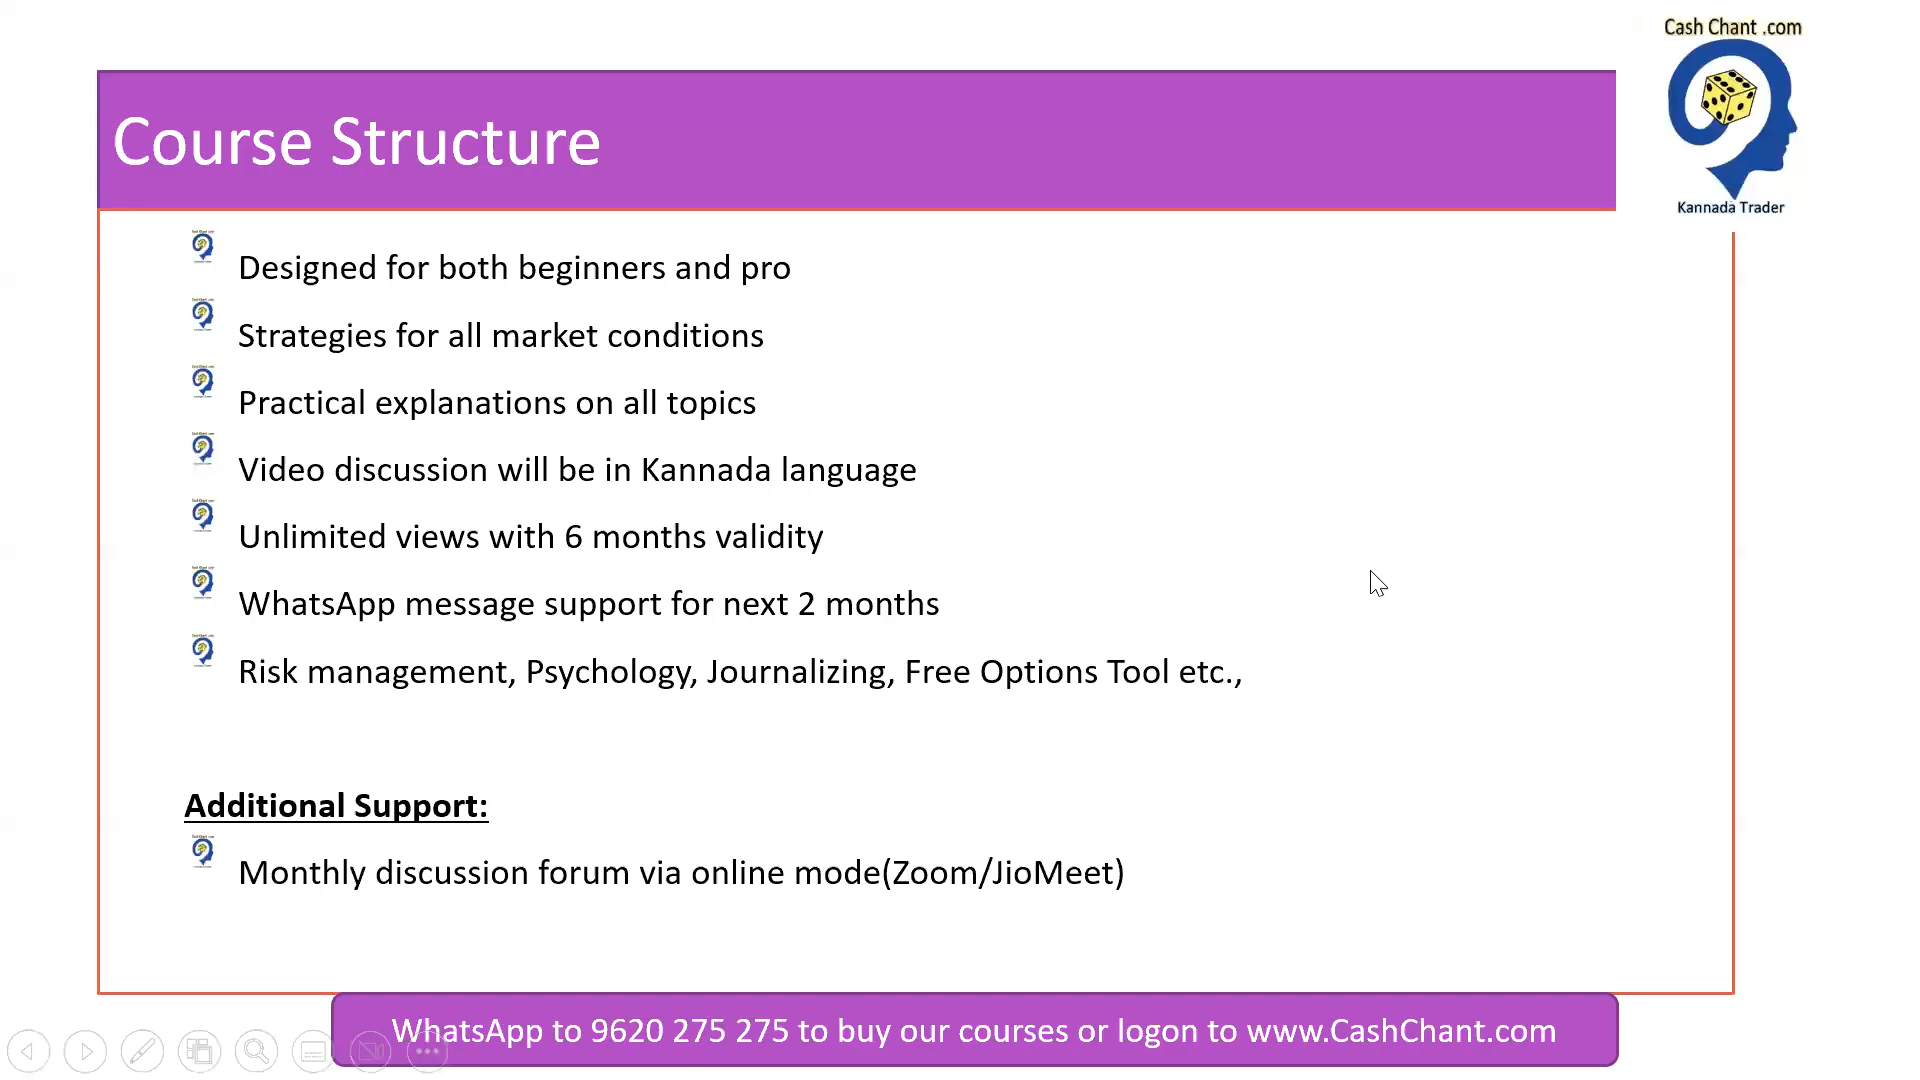 Cash Chant .com
Kannada Trader
Course Structure
Designed for both beginners and pro
Strategies for all market conditions
Practical explanations on all topics
Video discussion will be in Kannada language
Unlimited views with 6 months validity
WhatsApp message support for next 2 months
Risk management, Psychology, Journalizing, Free Options Tool etc.,
Additional Support:
Monthly discussion forum via online mode(Zoom/JioMeet)
WhatsApp to 9620 275 275 to buy our courses or logon to www.CashChant.com